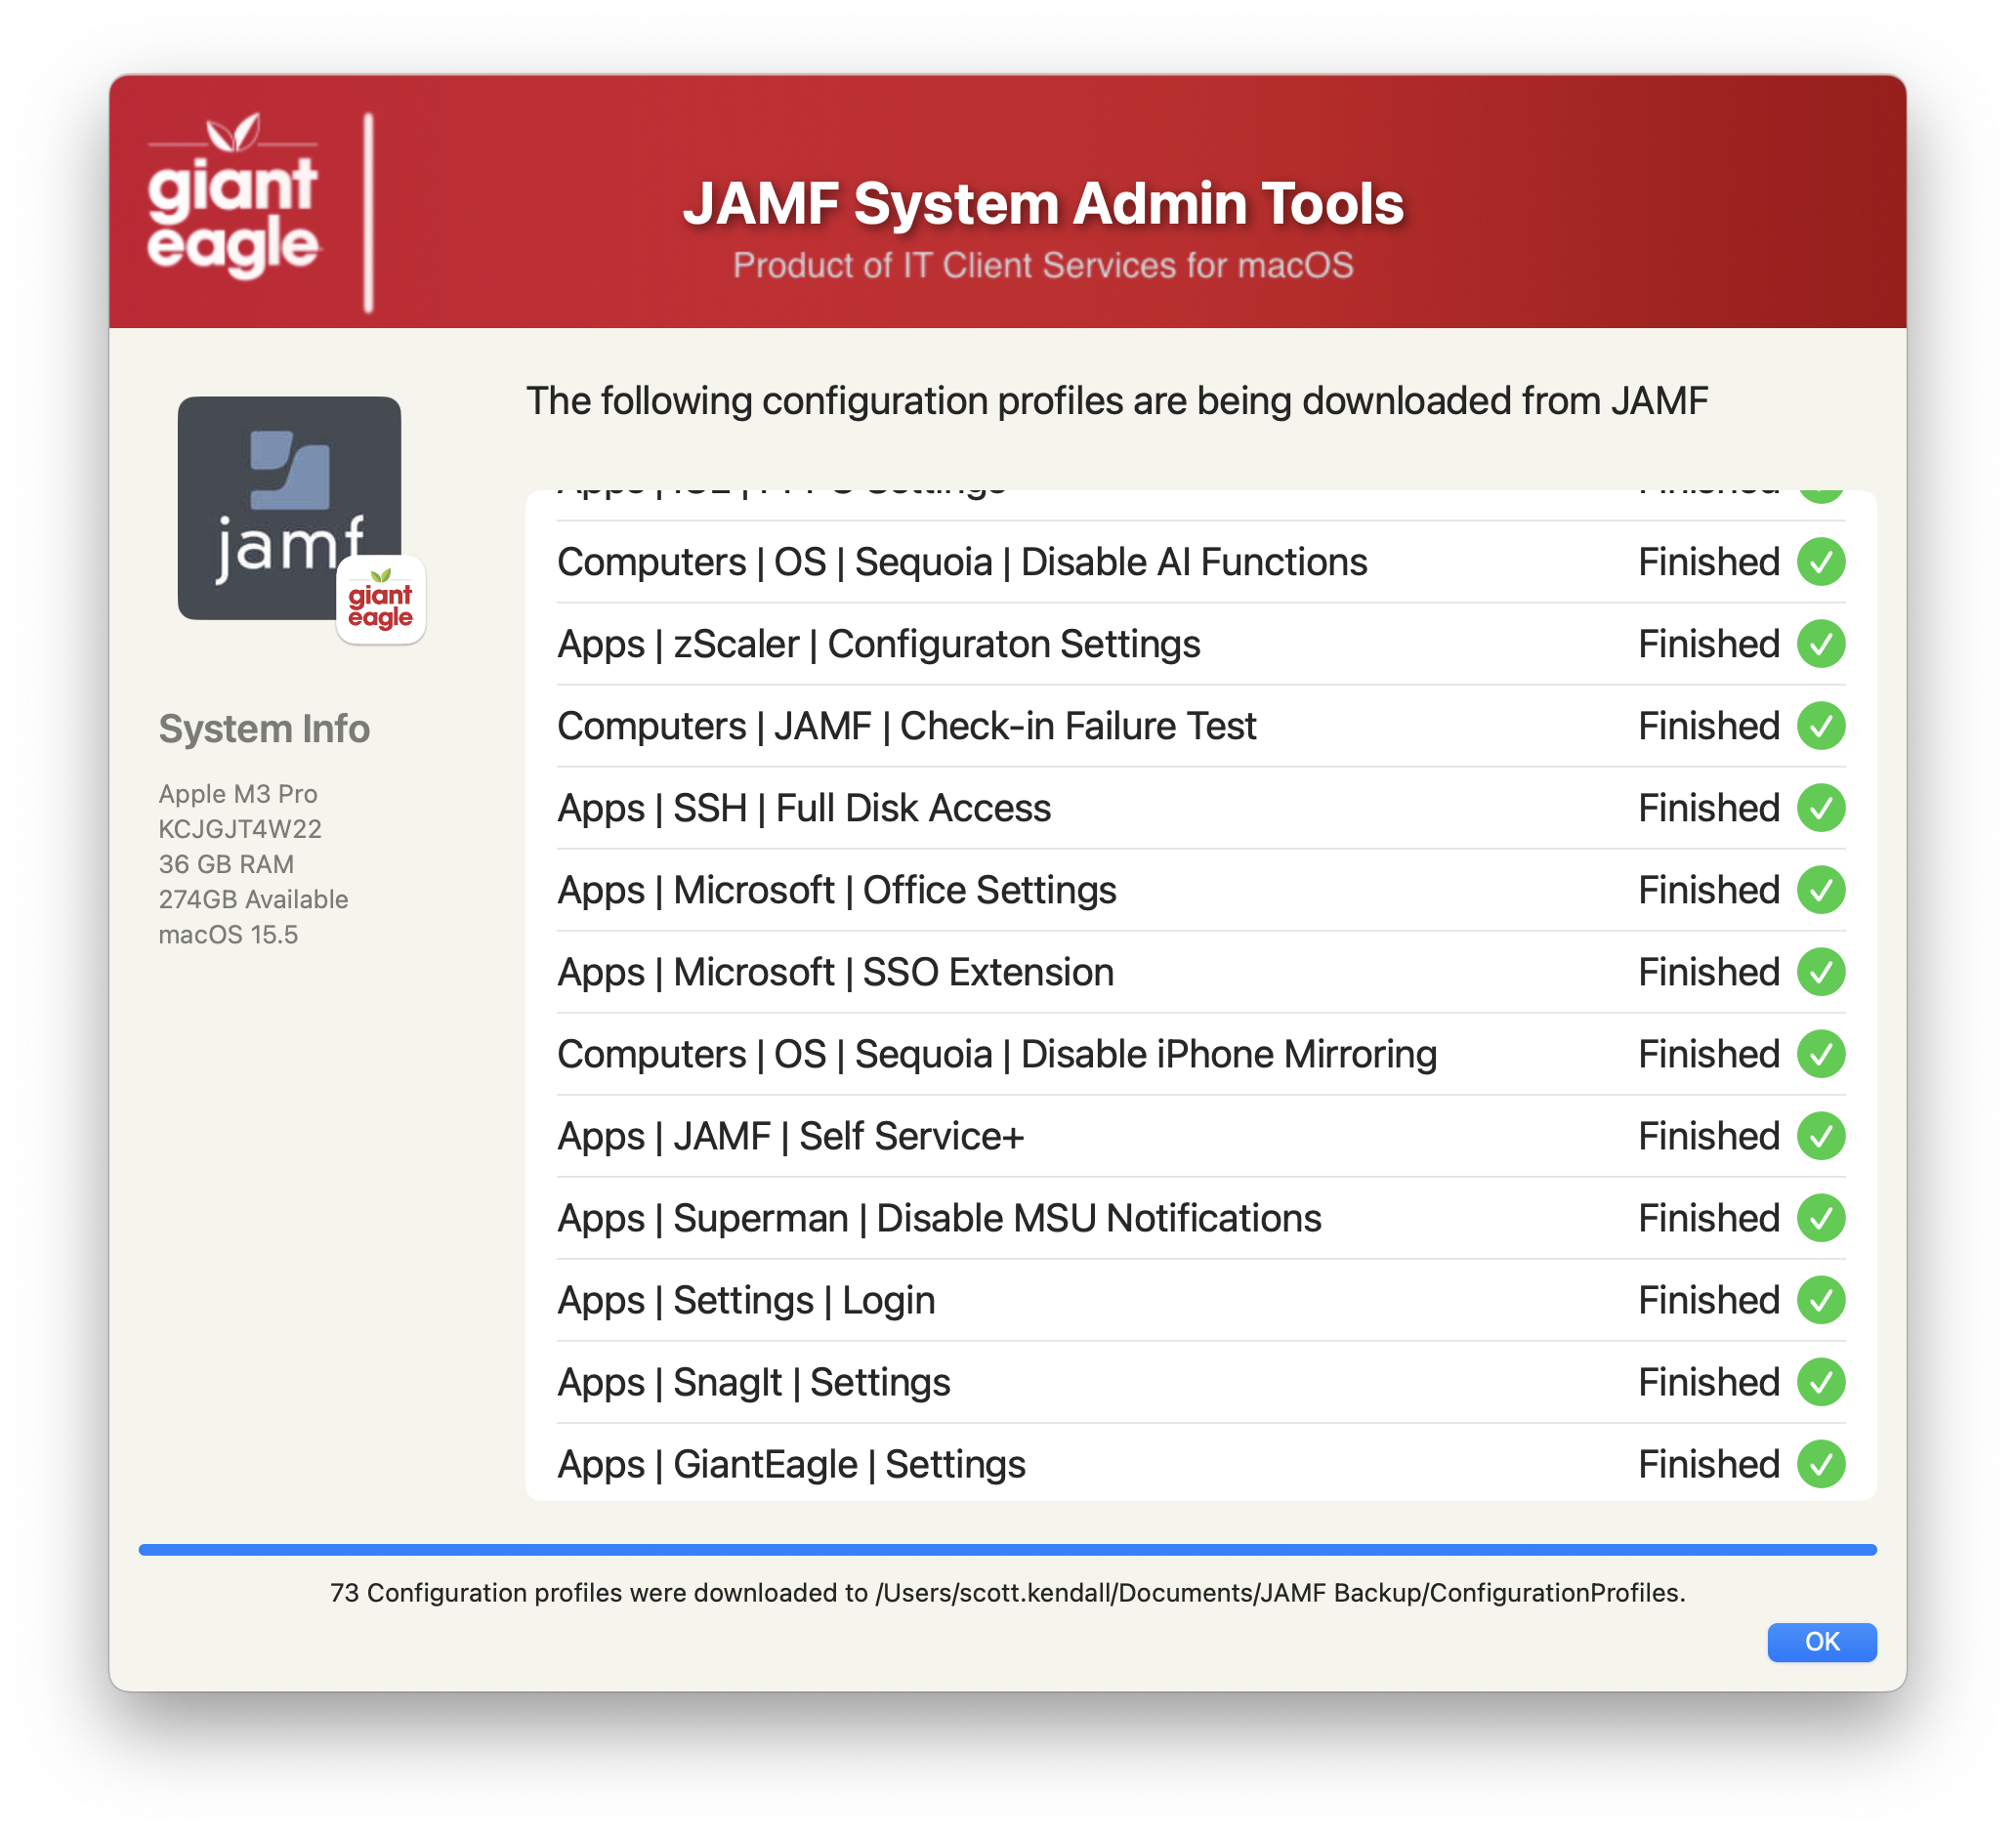 giant
eagle
JAMF System Admin Tools
Product of IT Client Services for macOS
jamf
giant
eagle
System Info
Apple M3 Pro
KCJGJT4W22
36 GB RAM
274GB Available
macOS 15.5
The following configuration profiles are being downloaded from JAMF
Apps | Settings Finished
Computers | OS | Sequoia | Disable AI Functions Finished
Apps | zScaler | Configuraton Settings Finished
Computers | JAMF | Check-in Failure Test Finished
Apps | SSH | Full Disk Access Finished
Apps | Microsoft | Office Settings Finished
Apps | Microsoft | SSO Extension Finished
Computers | OS | Sequoia | Disable iPhone Mirroring Finished
Apps | JAMF | Self Service+ Finished
Apps | Superman | Disable MSU Notifications Finished
Apps | Settings | Login Finished
Apps | SnagIt | Settings Finished
Apps | GiantEagle | Settings Finished
73 Configuration profiles were downloaded to /Users/scott.kendall/Documents/JAMF Backup/ConfigurationProfiles.
OK